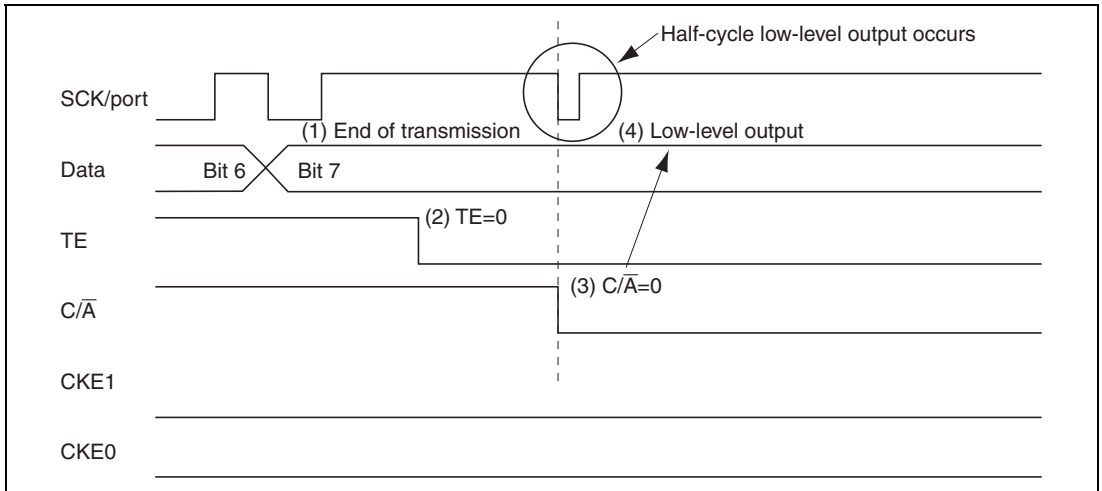 Half-cycle low-level output occurs
SCK/port
(1) End of transmission
(4) Low-level output
Data
Bit 6
Bit 7
(2) TE=0
TE
(3) C/A̅=0
C/A̅
CKE1
CKE0